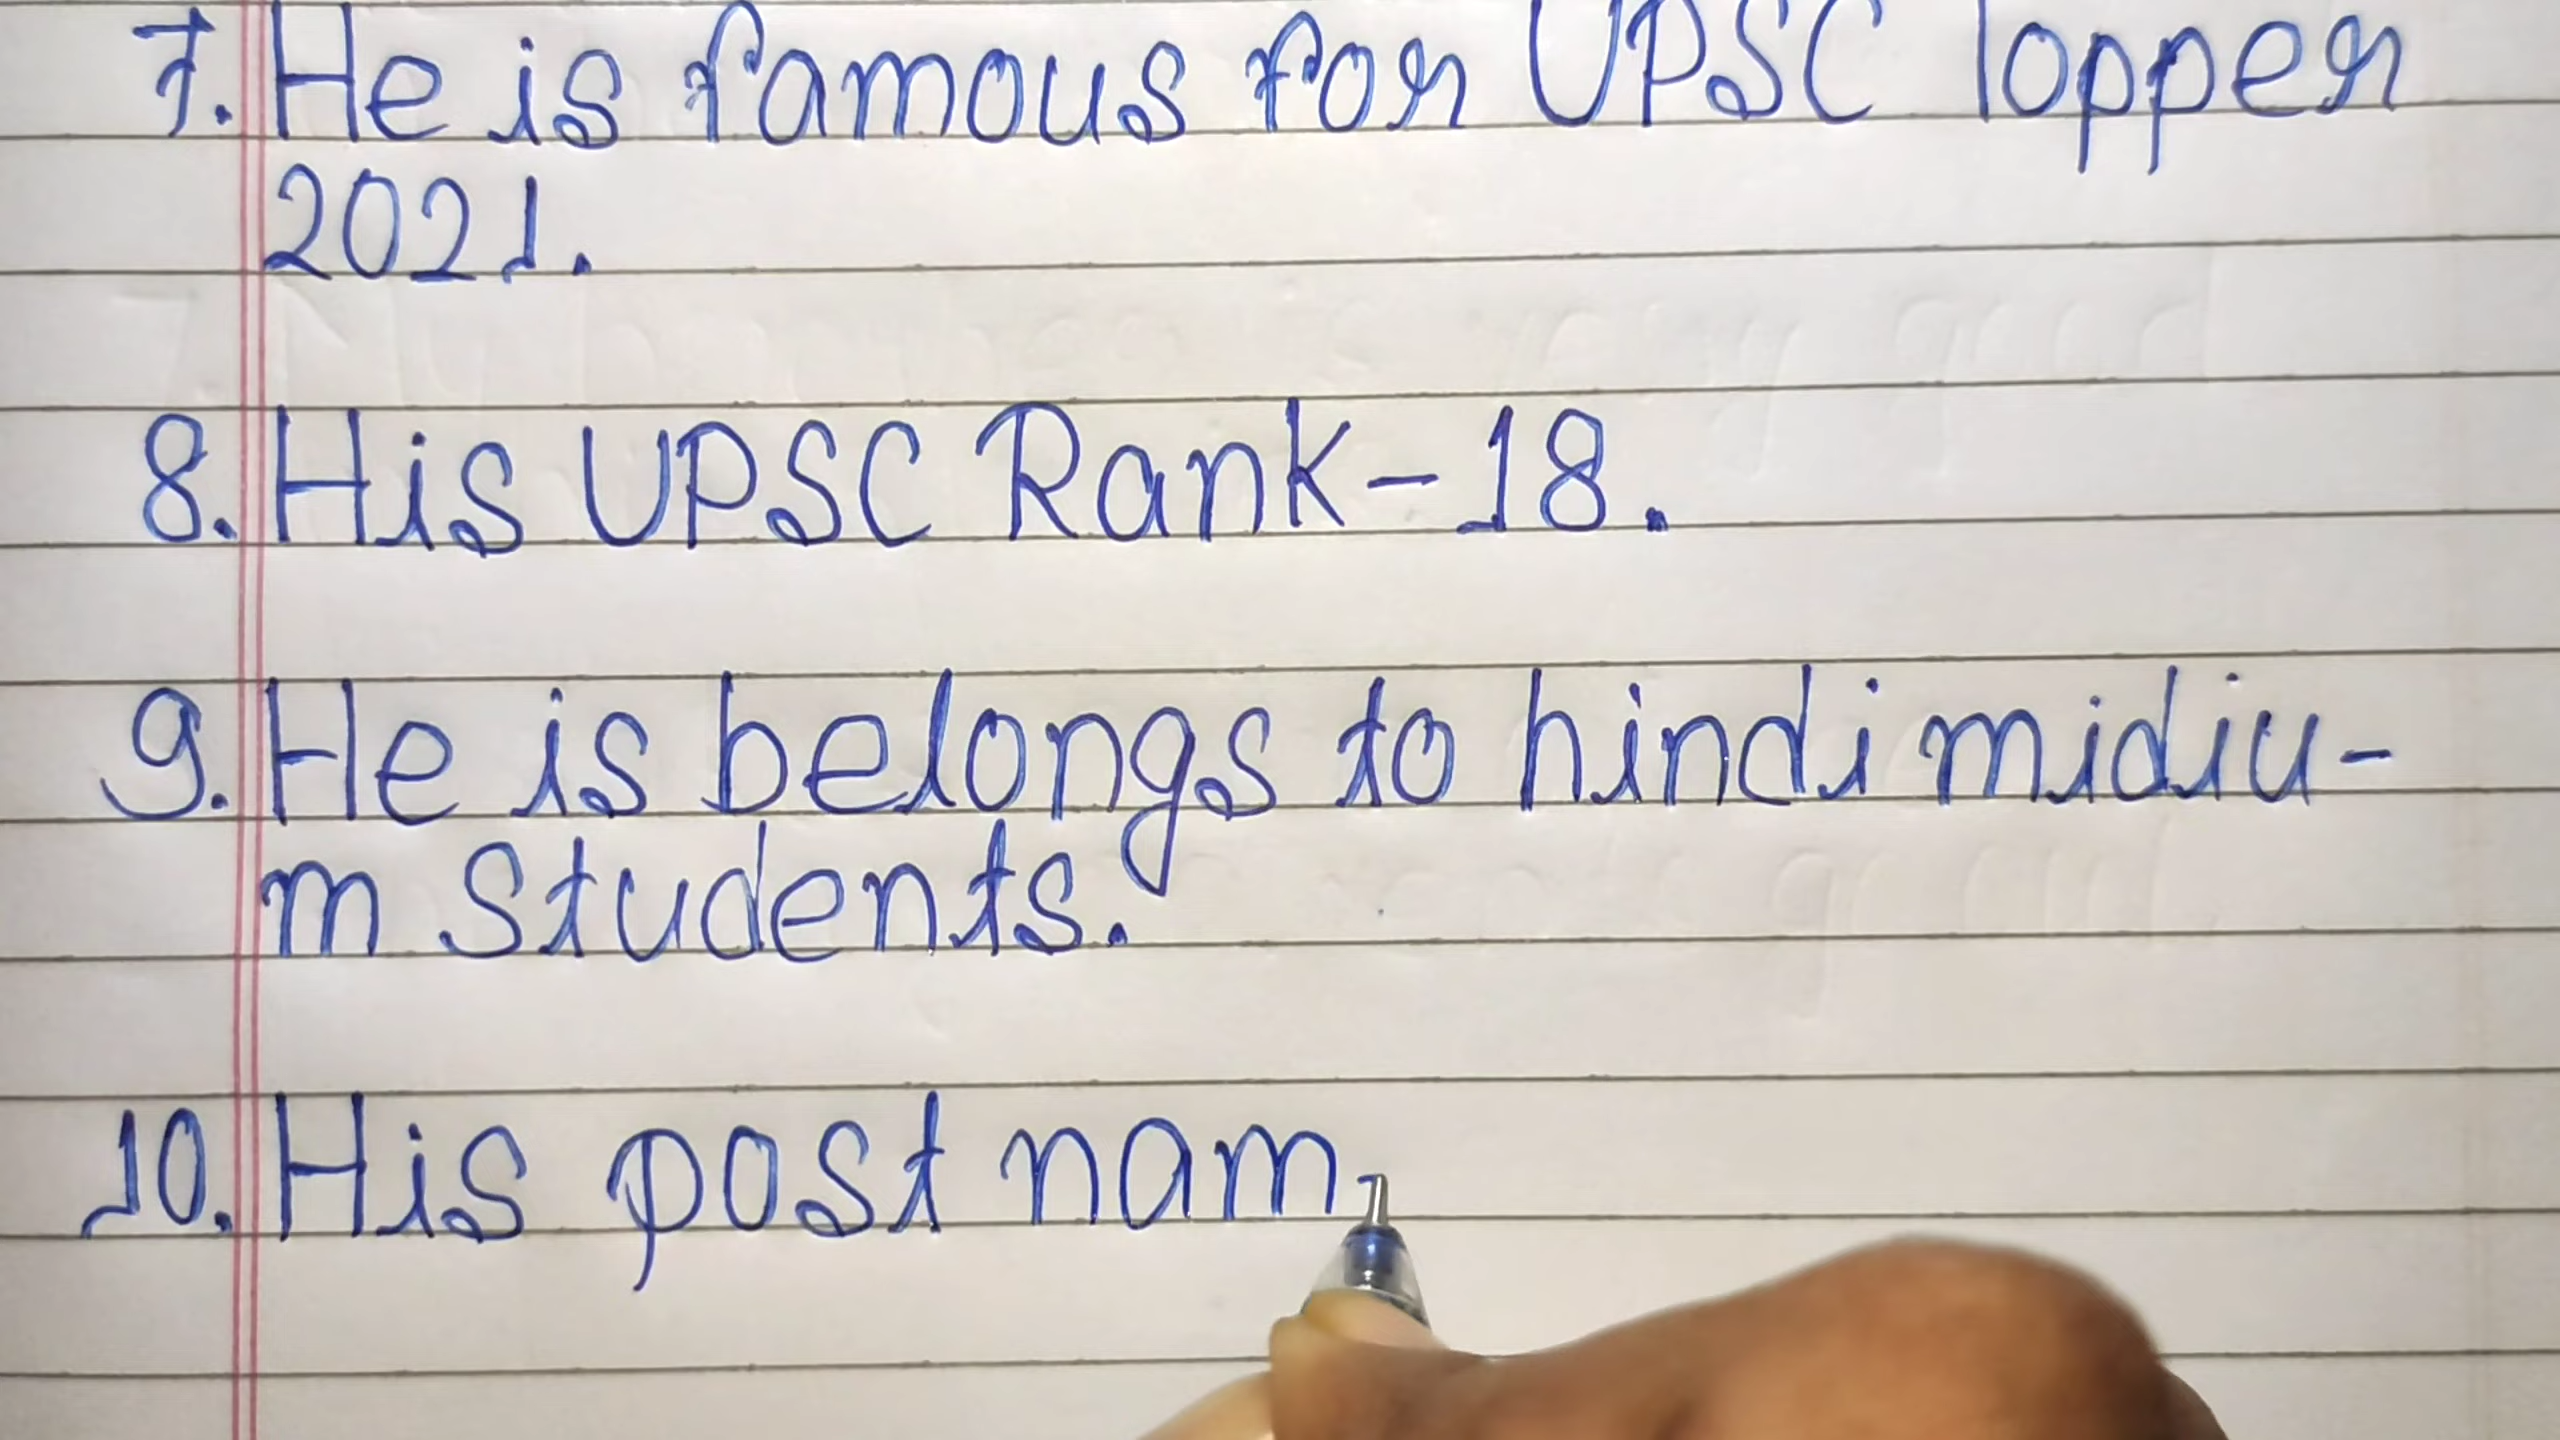 7. He is famous for UPSC Topper
2021.
8. His UPSC Rank-18.
9. He is belongs to hindi midiu-
m students.
10. His post nam